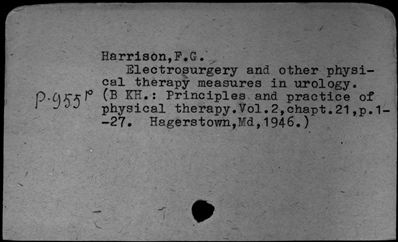 Harrison,F.G.
Electrosurgery and other physi-
cal therapy measures in urology.
P.955r (B KH.: Principles and practice of
physical therapy.Vol.2,chapt.21,p.1-
-27. Hagerstown,Md,1946.)